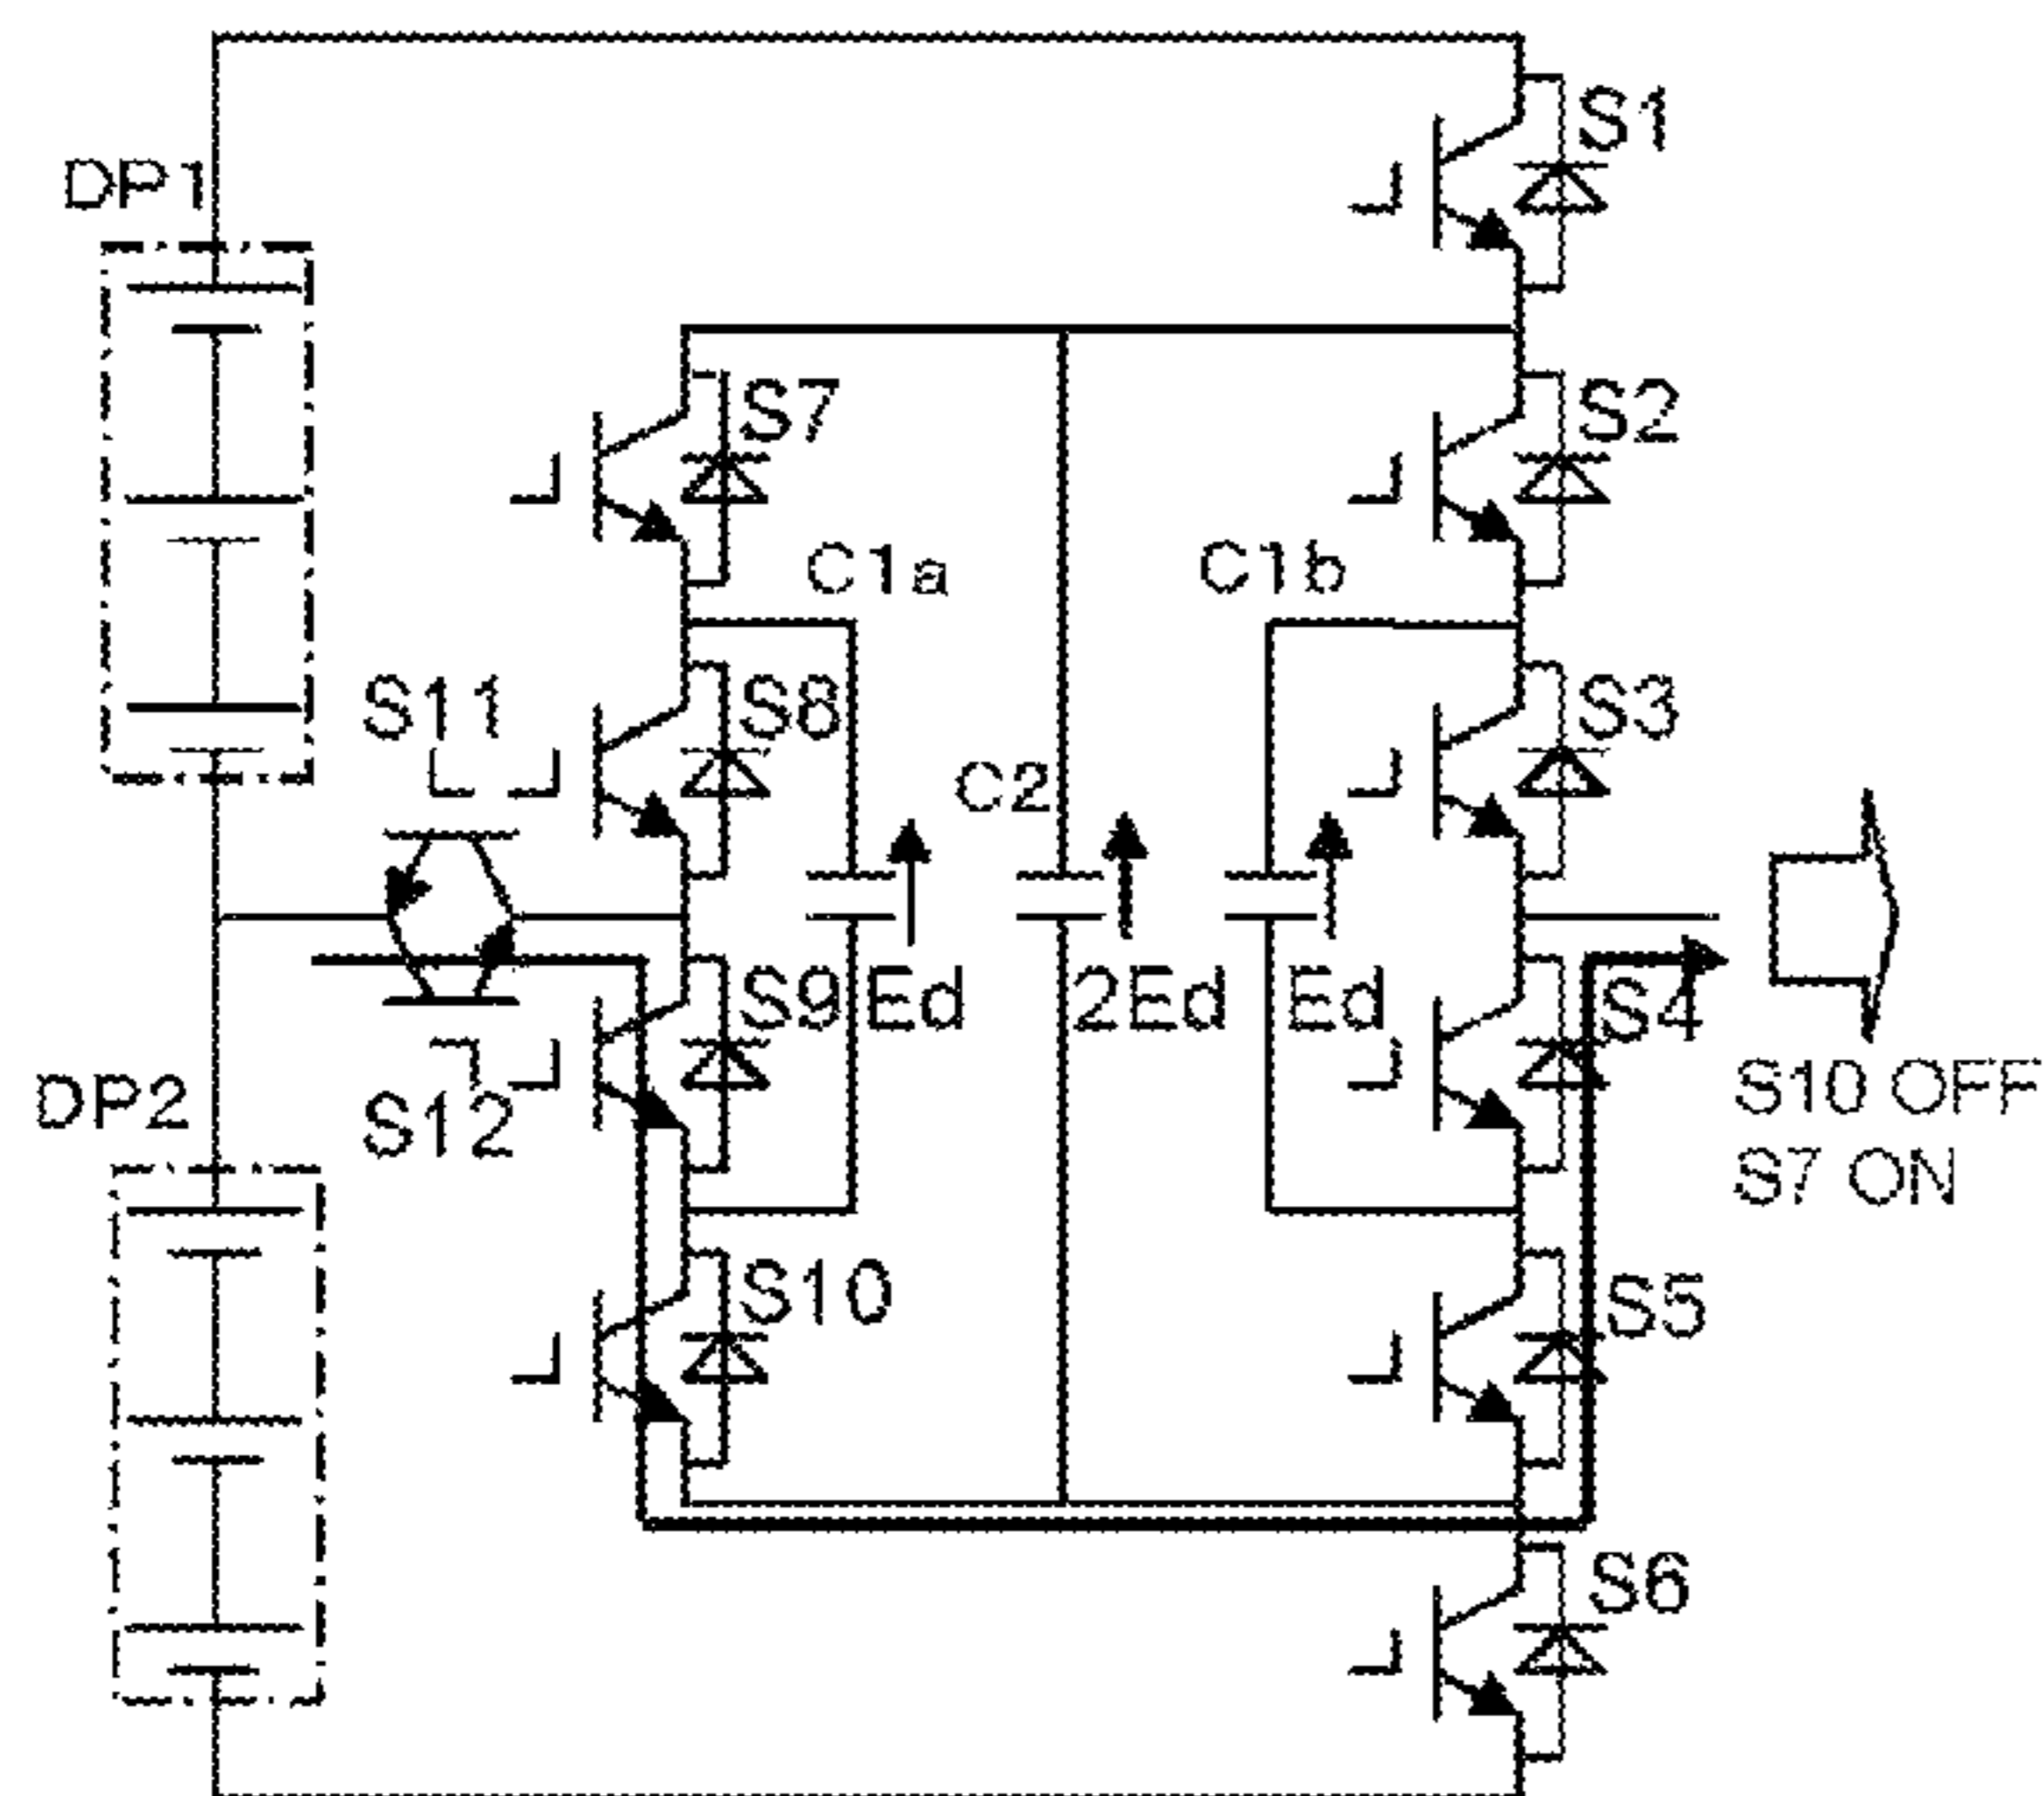 S1
DP1
S7
S2
C1a
C1b
S11
S8
S3
C2
S9
Ed
2Ed
Ed
S4
DP2
S12
S10 OFF
S7 ON
S10
S5
S6